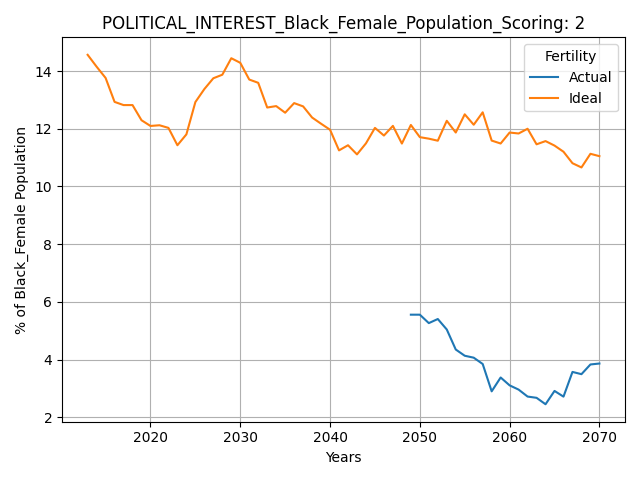 POLITICAL_INTEREST_Black_Female_Population_Scoring: 2
Fertility
Actual
Ideal
% of Black_Female Population
14
12
10
8
6
4
2
2020
2030
2040
2050
2060
2070
Years